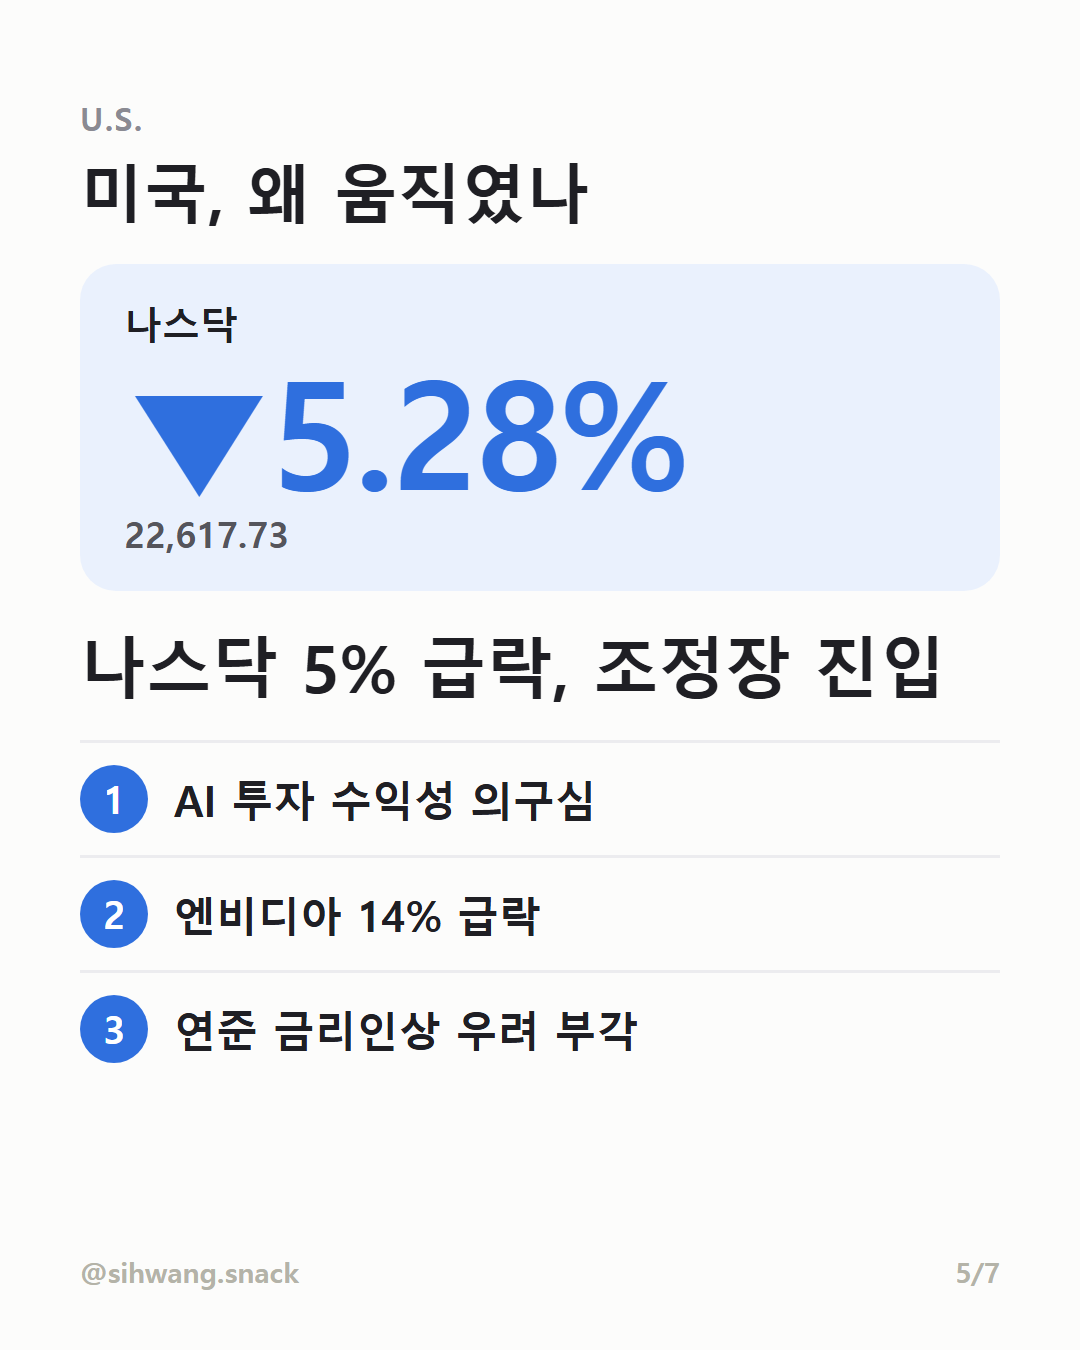 U.S.
미국, 왜 움직였나
나스닥
▼5.28%
22,617.73
나스닥 5% 급락, 조정장 진입
1 AI 투자 수익성 의구심
2 엔비디아 14% 급락
3 연준 금리인상 우려 부각
@sihwang.snack
5/7